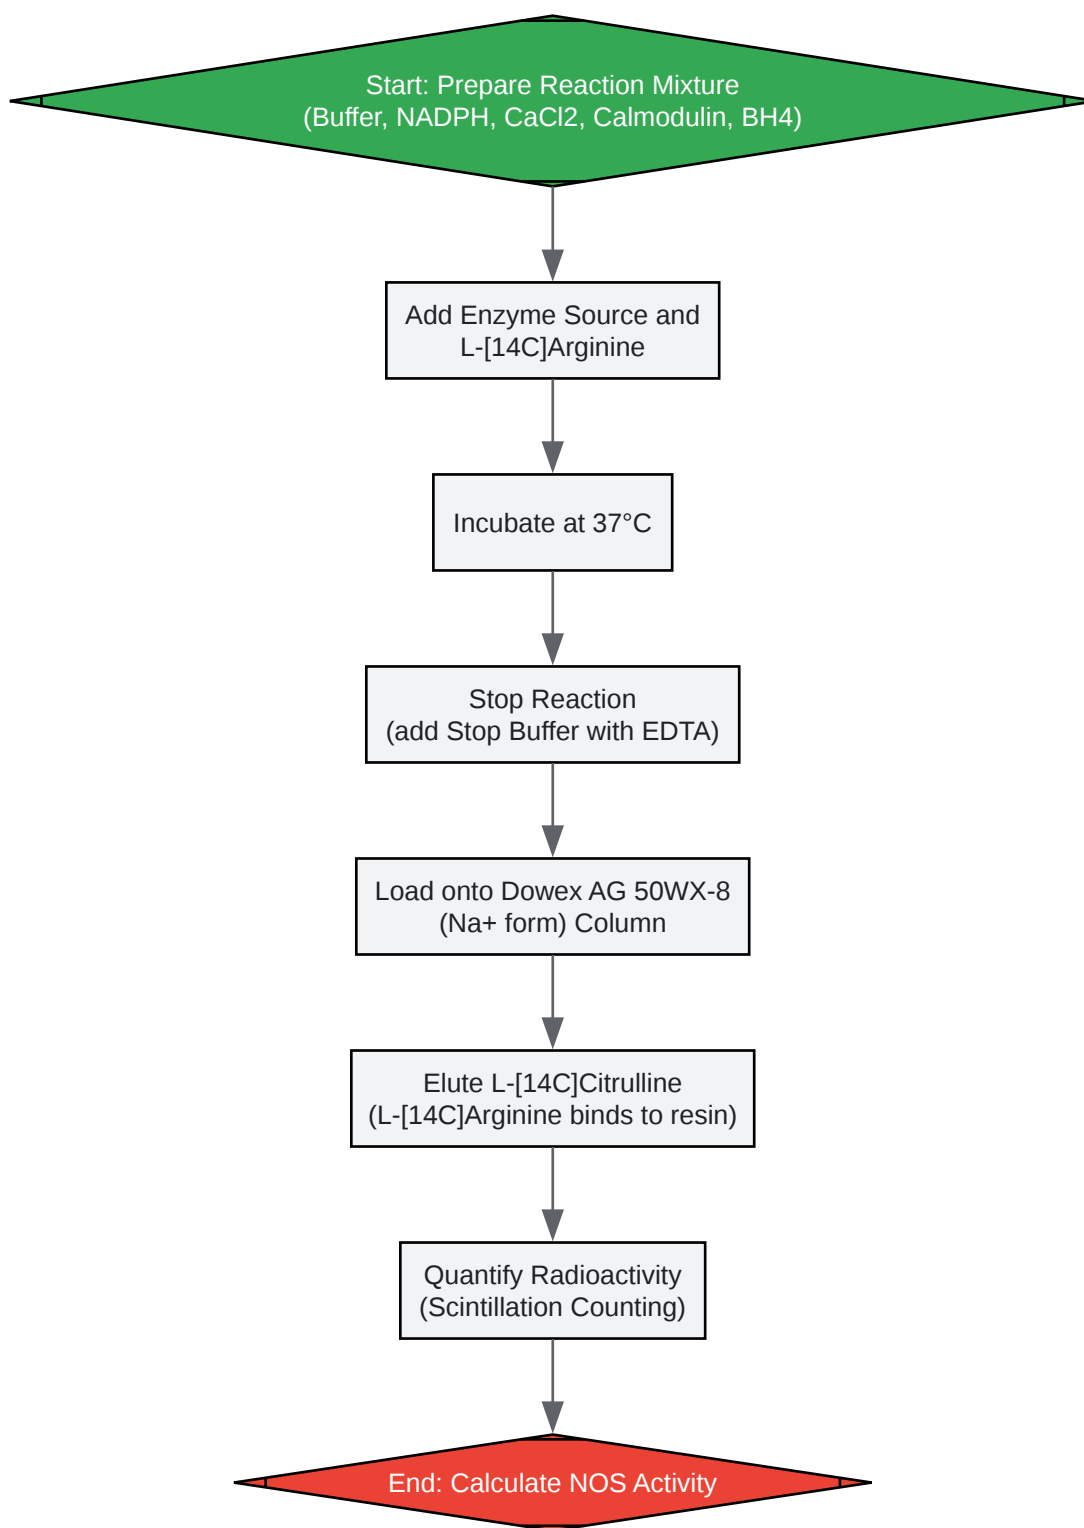 Start: Prepare Reaction Mixture
(Buffer, NADPH, CaCl2, Calmodulin, BH4)
Add Enzyme Source and
L-[14C]Arginine
Incubate at 37°C
Stop Reaction
(add Stop Buffer with EDTA)
Load onto Dowex AG 50WX-8
(Na+ form) Column
Elute L-[14C]Citrulline
(L-[14C]Arginine binds to resin)
Quantify Radioactivity
(Scintillation Counting)
End: Calculate NOS Activity